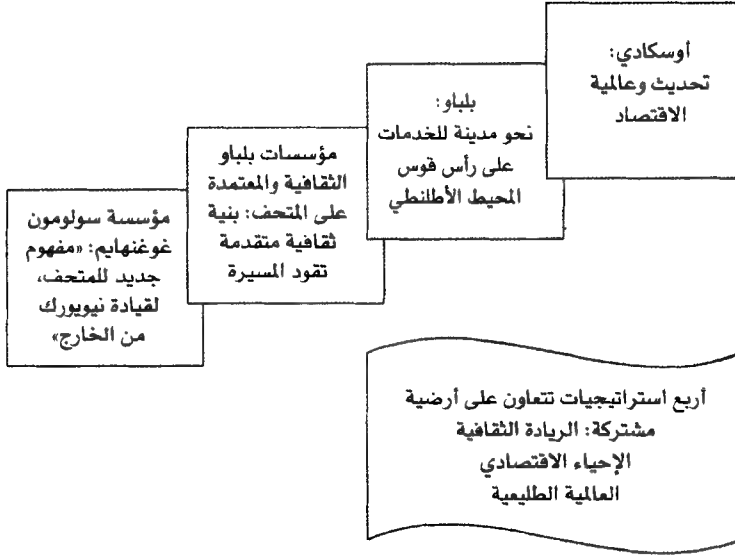 أوسكادي:
تحديث وعالمية
الاقتصاد
بلباو:
نحو مدينة للخدمات
على رأس قوس
المحيط الأطلنطي
مؤسسات بلباو
الثقافية والمعتمدة
على المتحف: بنية
ثقافية متقدمة
تقود المسيرة
مؤسسة سولومون
غوغنهايم: «مفهوم
جديد للمتحف،
لقيادة نيويورك
من الخارج»
أربع استراتيجيات تتعاون على أرضية
مشتركة: الريادة الثقافية
الإحياء الاقتصادي
العالمية الطليعية